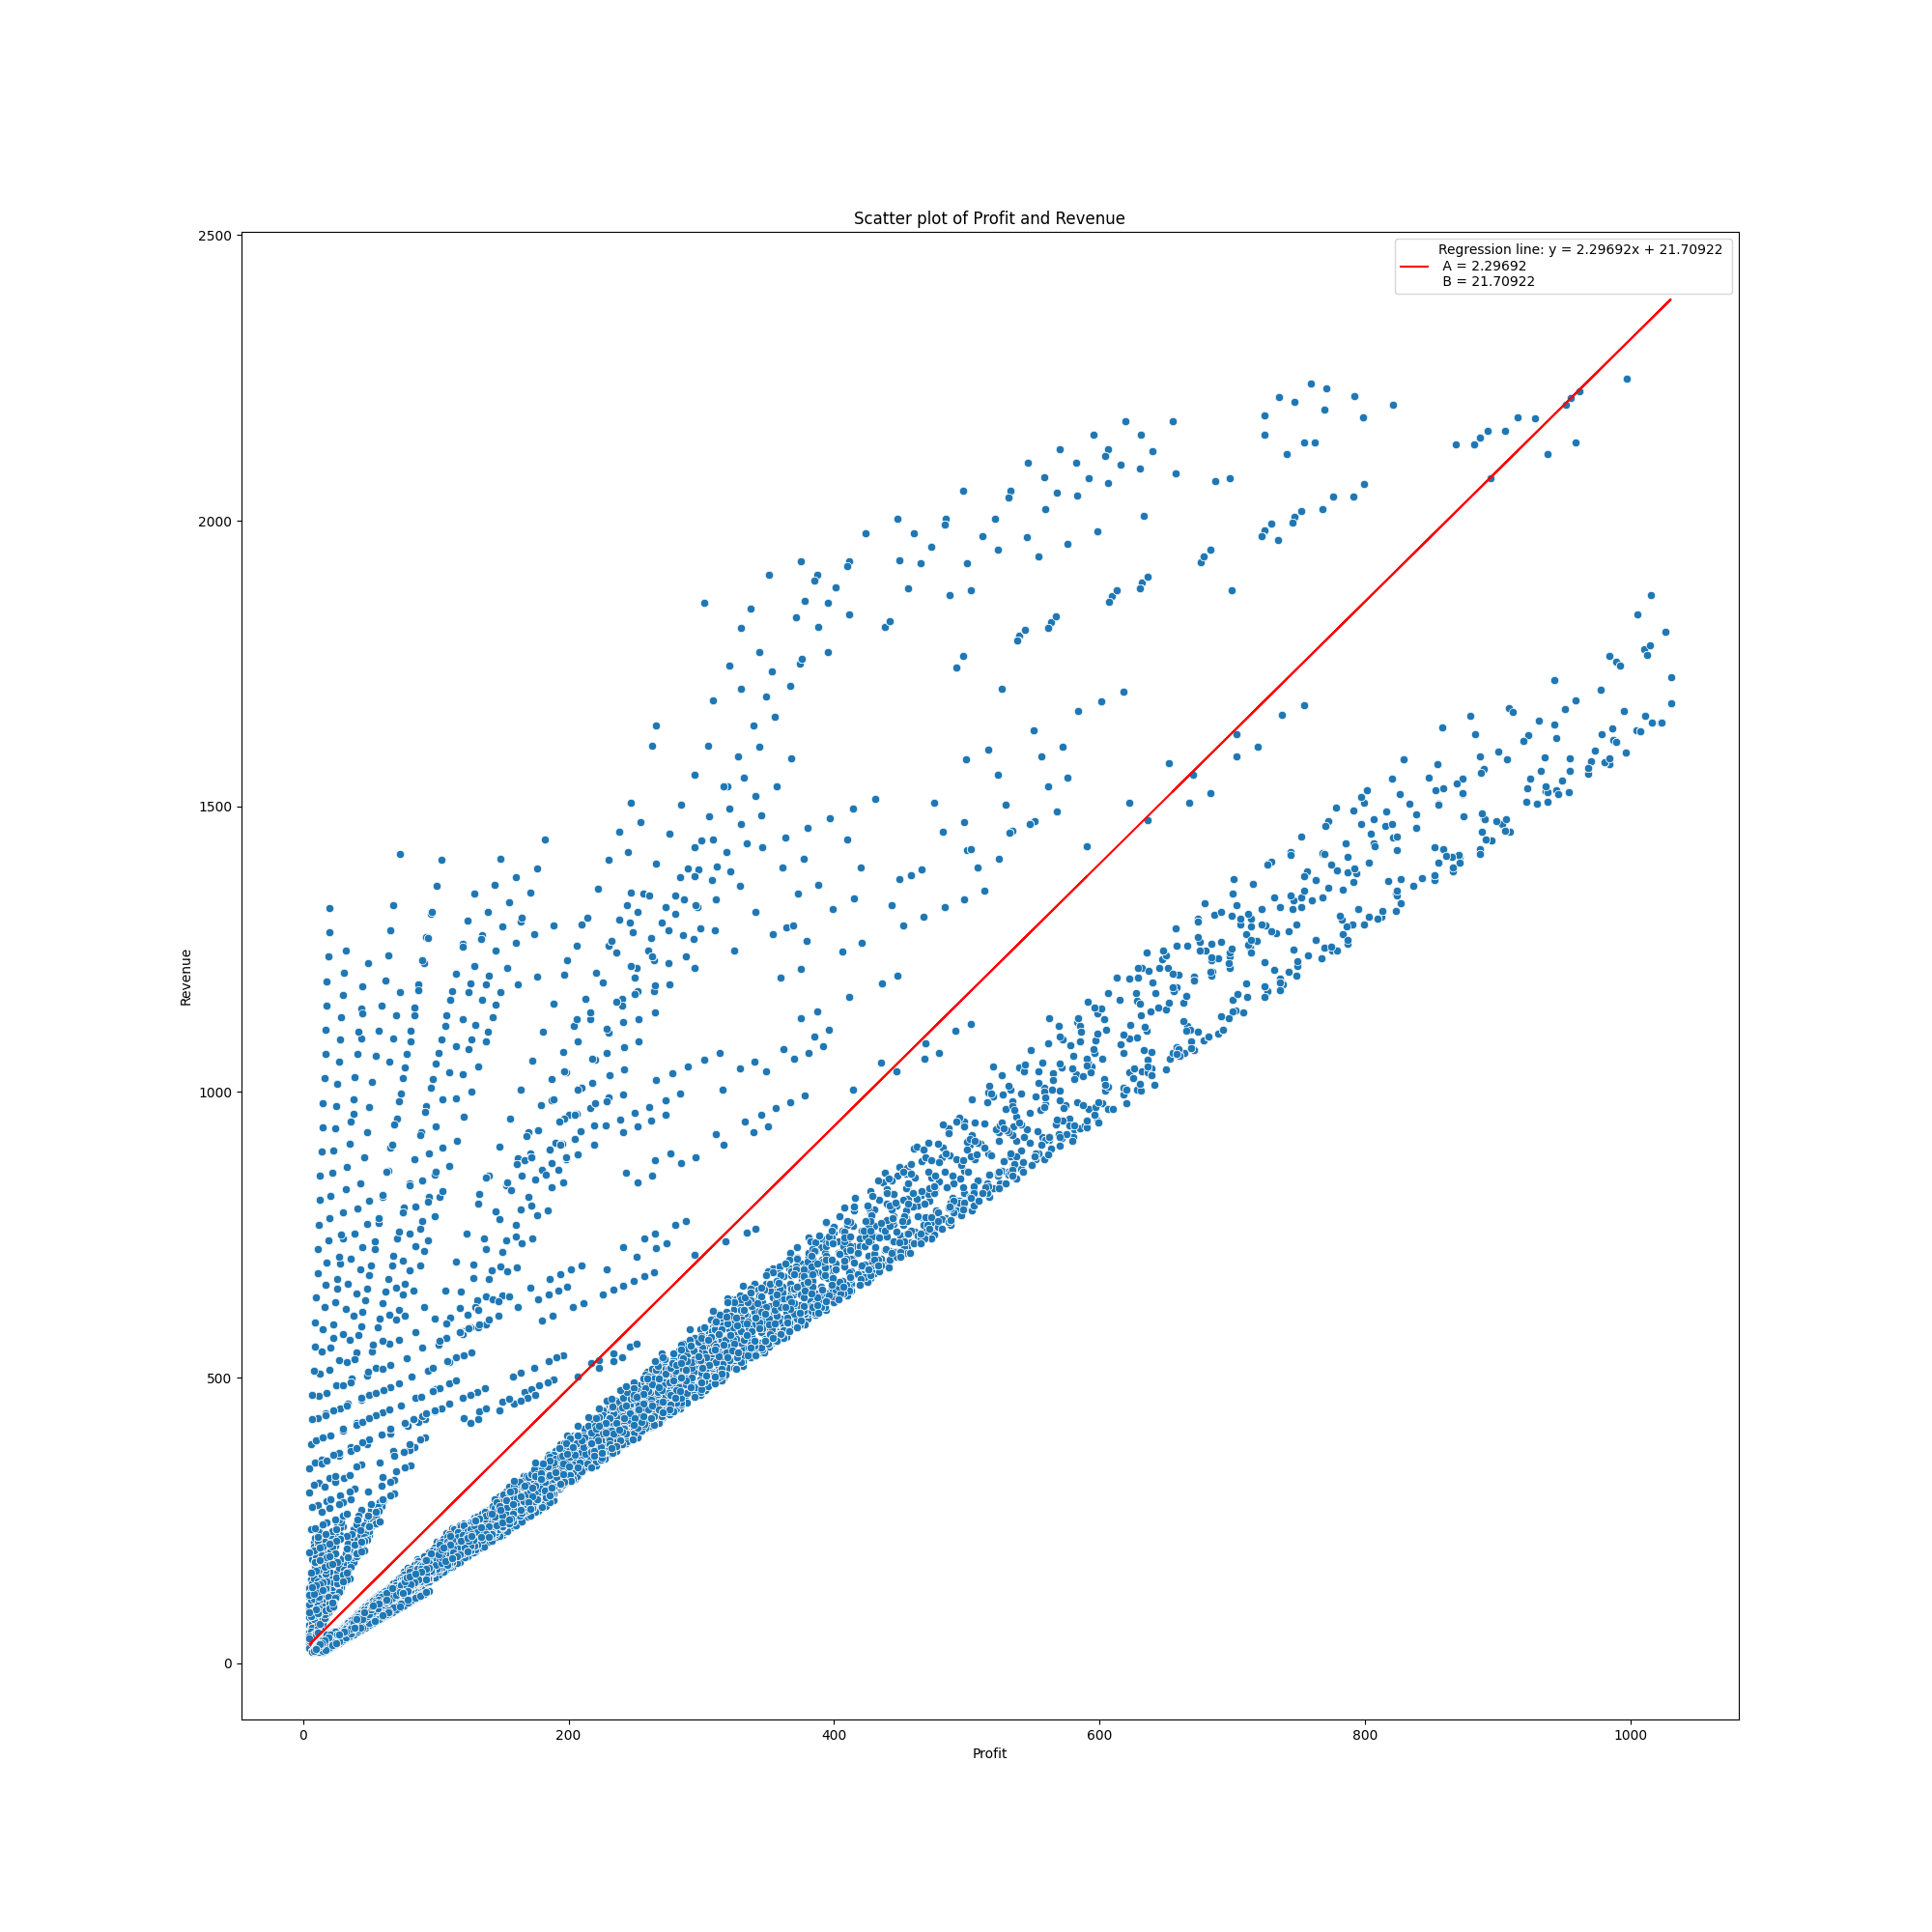 Scatter plot of Profit and Revenue
Regression line: y = 2.29692x + 21.70922
A = 2.29692
B = 21.70922
2500
2000
1500
1000
500
0
Revenue
0 200 400 600 800 1000
Profit